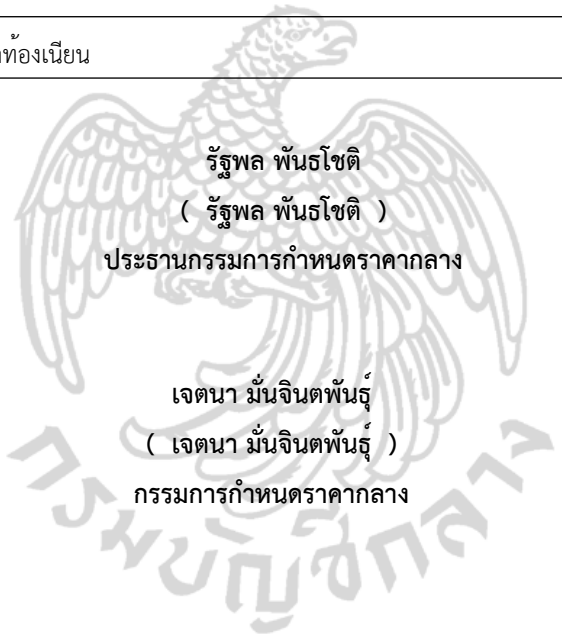 ท้องเนียน
รัฐพล พันธโชติ
( รัฐพล พันธโชติ )
ประธานกรรมการกำหนดราคากลาง
เจตนา มั่นจินตพันธุ์
( เจตนา มั่นจินตพันธุ์ )
กรรมการกำหนดราคากลาง
กรมบัญชีกลาง